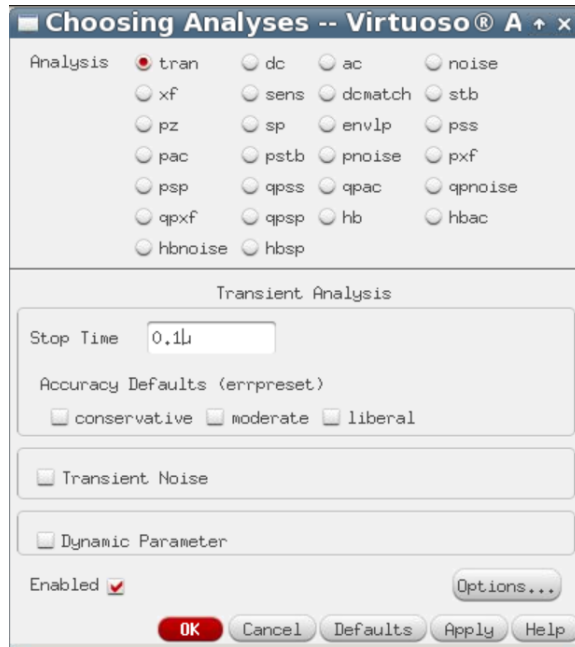 Choosing Analyses -- Virtuoso® A
Analysis tran dc ac noise
xf sens dcmatch stb
pz sp envlp pss
pac pstb pnoise pxf
psp qpss qpac qpnoise
qpxf qpsp hb hbac
hbnoise hbsp
Transient Analysis
Stop Time 0.1u
Accuracy Defaults (errpreset)
conservative moderate liberal
Transient Noise
Dynamic Parameter
Enabled Options...
OK Cancel Defaults Apply Help